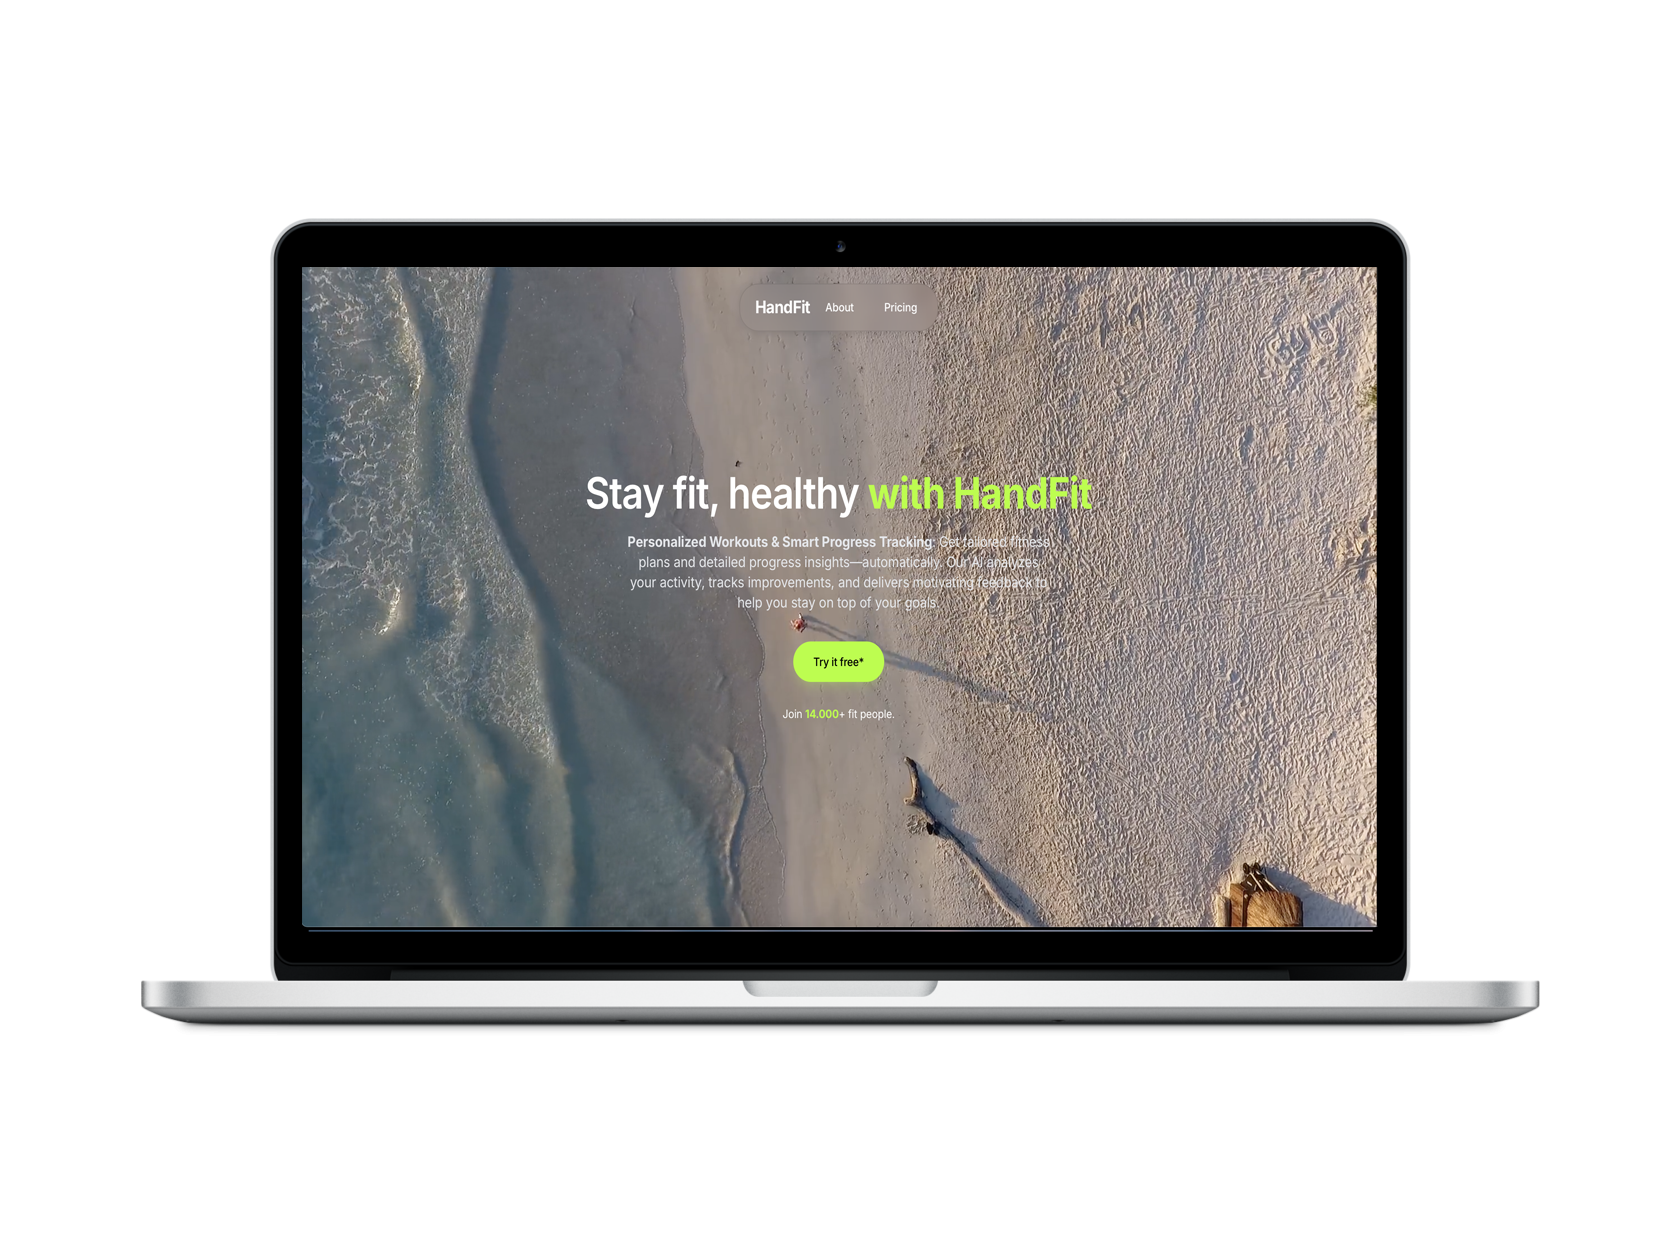 HandFit About Pricing
Stay fit, healthy with HandFit
Personalized Workouts & Smart Progress Tracking: Get tailored fitness
plans and detailed progress insights—automatically. Our AI analyzes
your activity, tracks improvements, and delivers motivating feedback to
help you stay on top of your goals.
Try it free*
Join 14.000+ fit people.